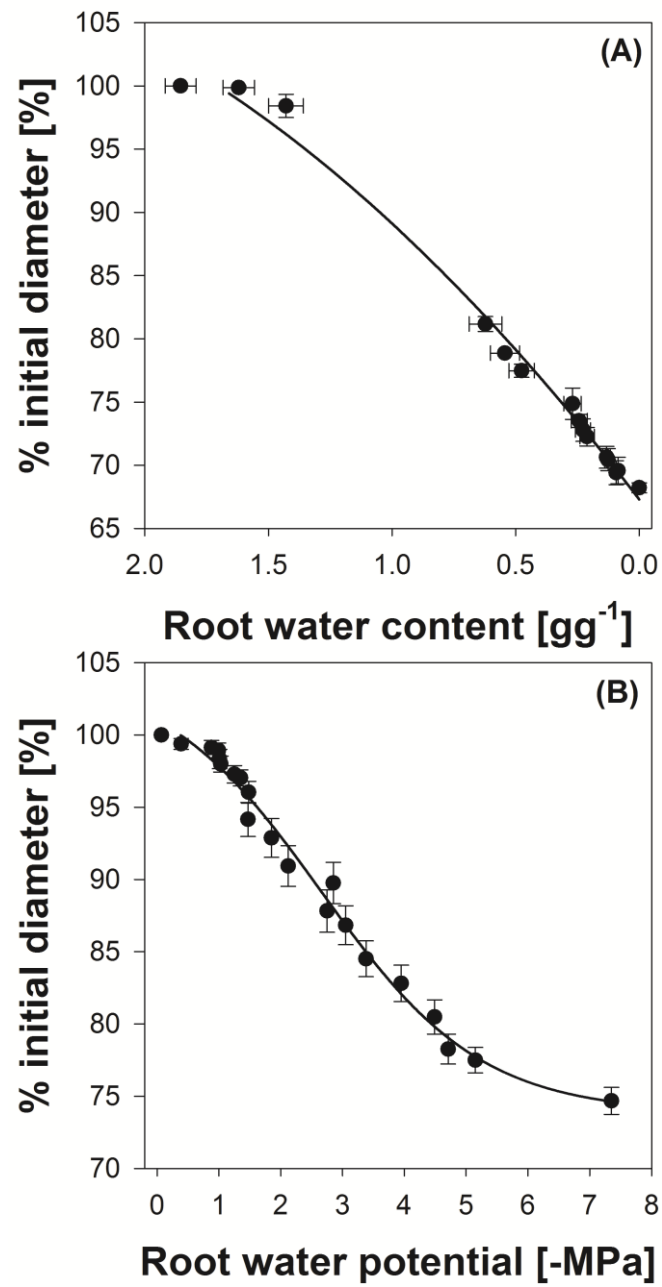 (A)
% initial diameter [%]
105
100
95
90
85
80
75
70
65
2.0 1.5 1.0 0.5 0.0
Root water content [gg⁻¹]
(B)
% initial diameter [%]
105
100
95
90
85
80
75
70
0 1 2 3 4 5 6 7 8
Root water potential [-MPa]